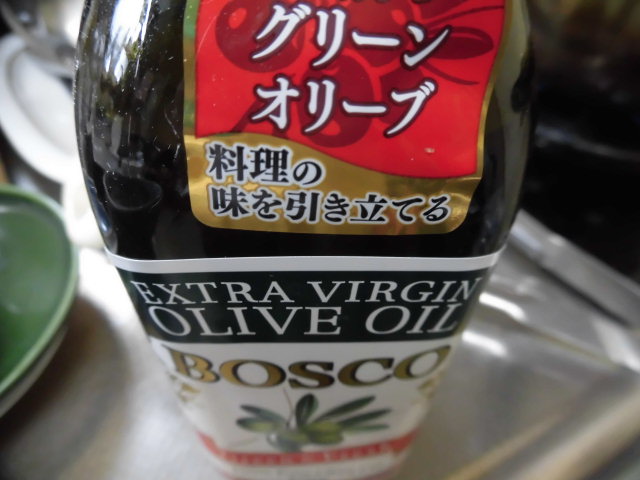 グリーン
オリーブ
料理の
味を引き立てる
EXTRA VIRGIN
OLIVE OIL
BOSCO